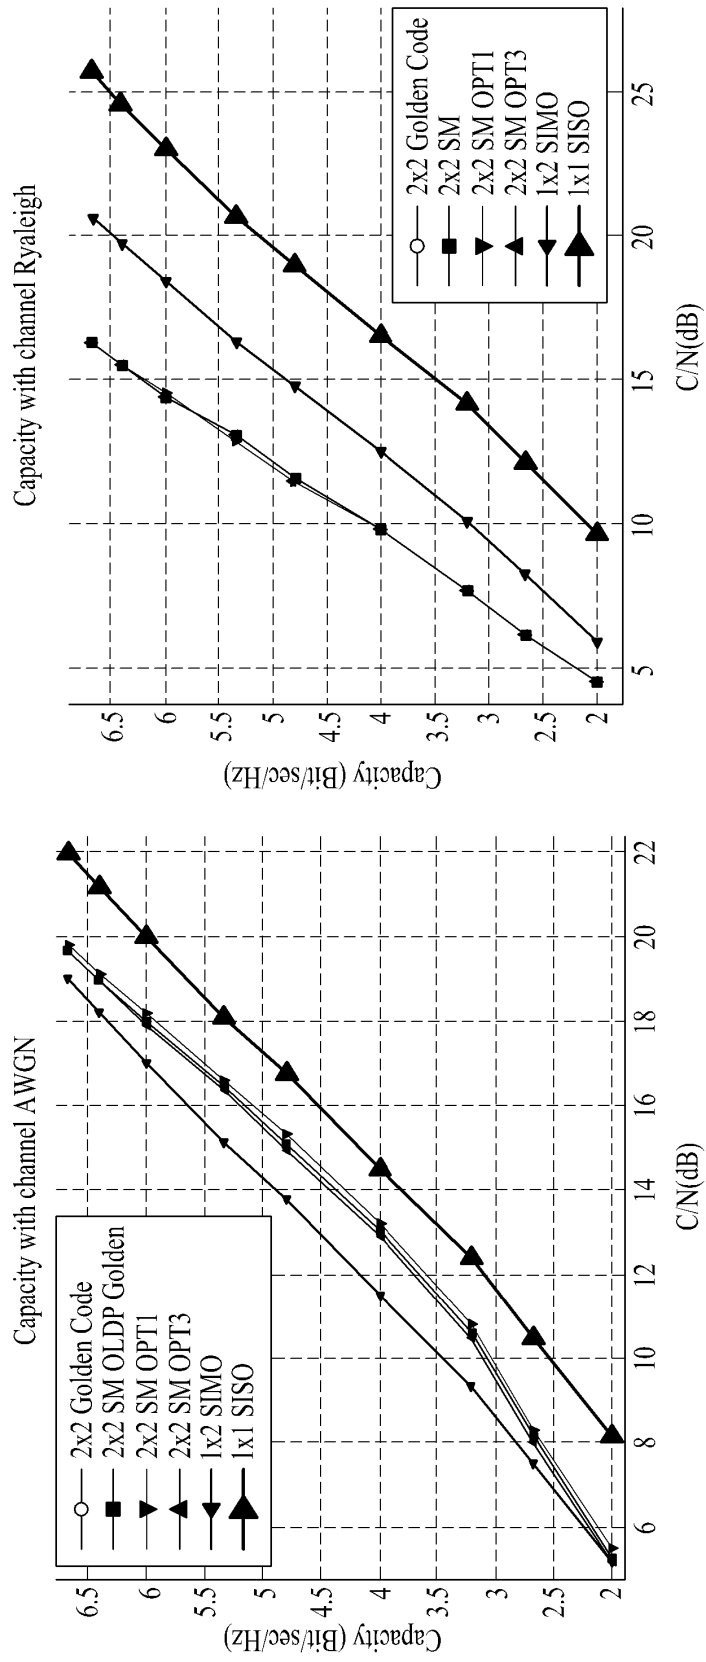 Capacity with channel AWGN
2x2 Golden Code
2x2 SM OLDP Golden
2x2 SM OPT1
2x2 SM OPT3
1x2 SIMO
1x1 SISO
Capacity (Bit/sec/Hz)
6.5
6
5.5
5
4.5
4
3.5
3
2.5
2
6
8
10
12
14
16
18
20
22
C/N(dB)
Capacity with channel Ryaleigh
2x2 Golden Code
2x2 SM
2x2 SM OPT1
2x2 SM OPT3
1x2 SIMO
1x1 SISO
Capacity (Bit/sec/Hz)
6.5
6
5.5
5
4.5
4
3.5
3
2.5
2
5
10
15
20
25
C/N(dB)